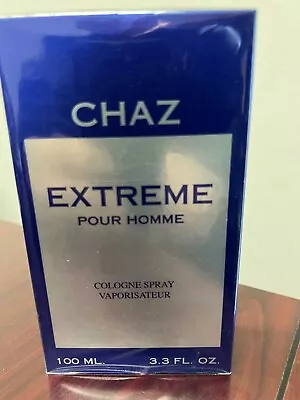 CHAZ
EXTREME
POUR HOMME
COLOGNE SPRAY
VAPORISATEUR
100 ML. 3.3 FL. OZ.